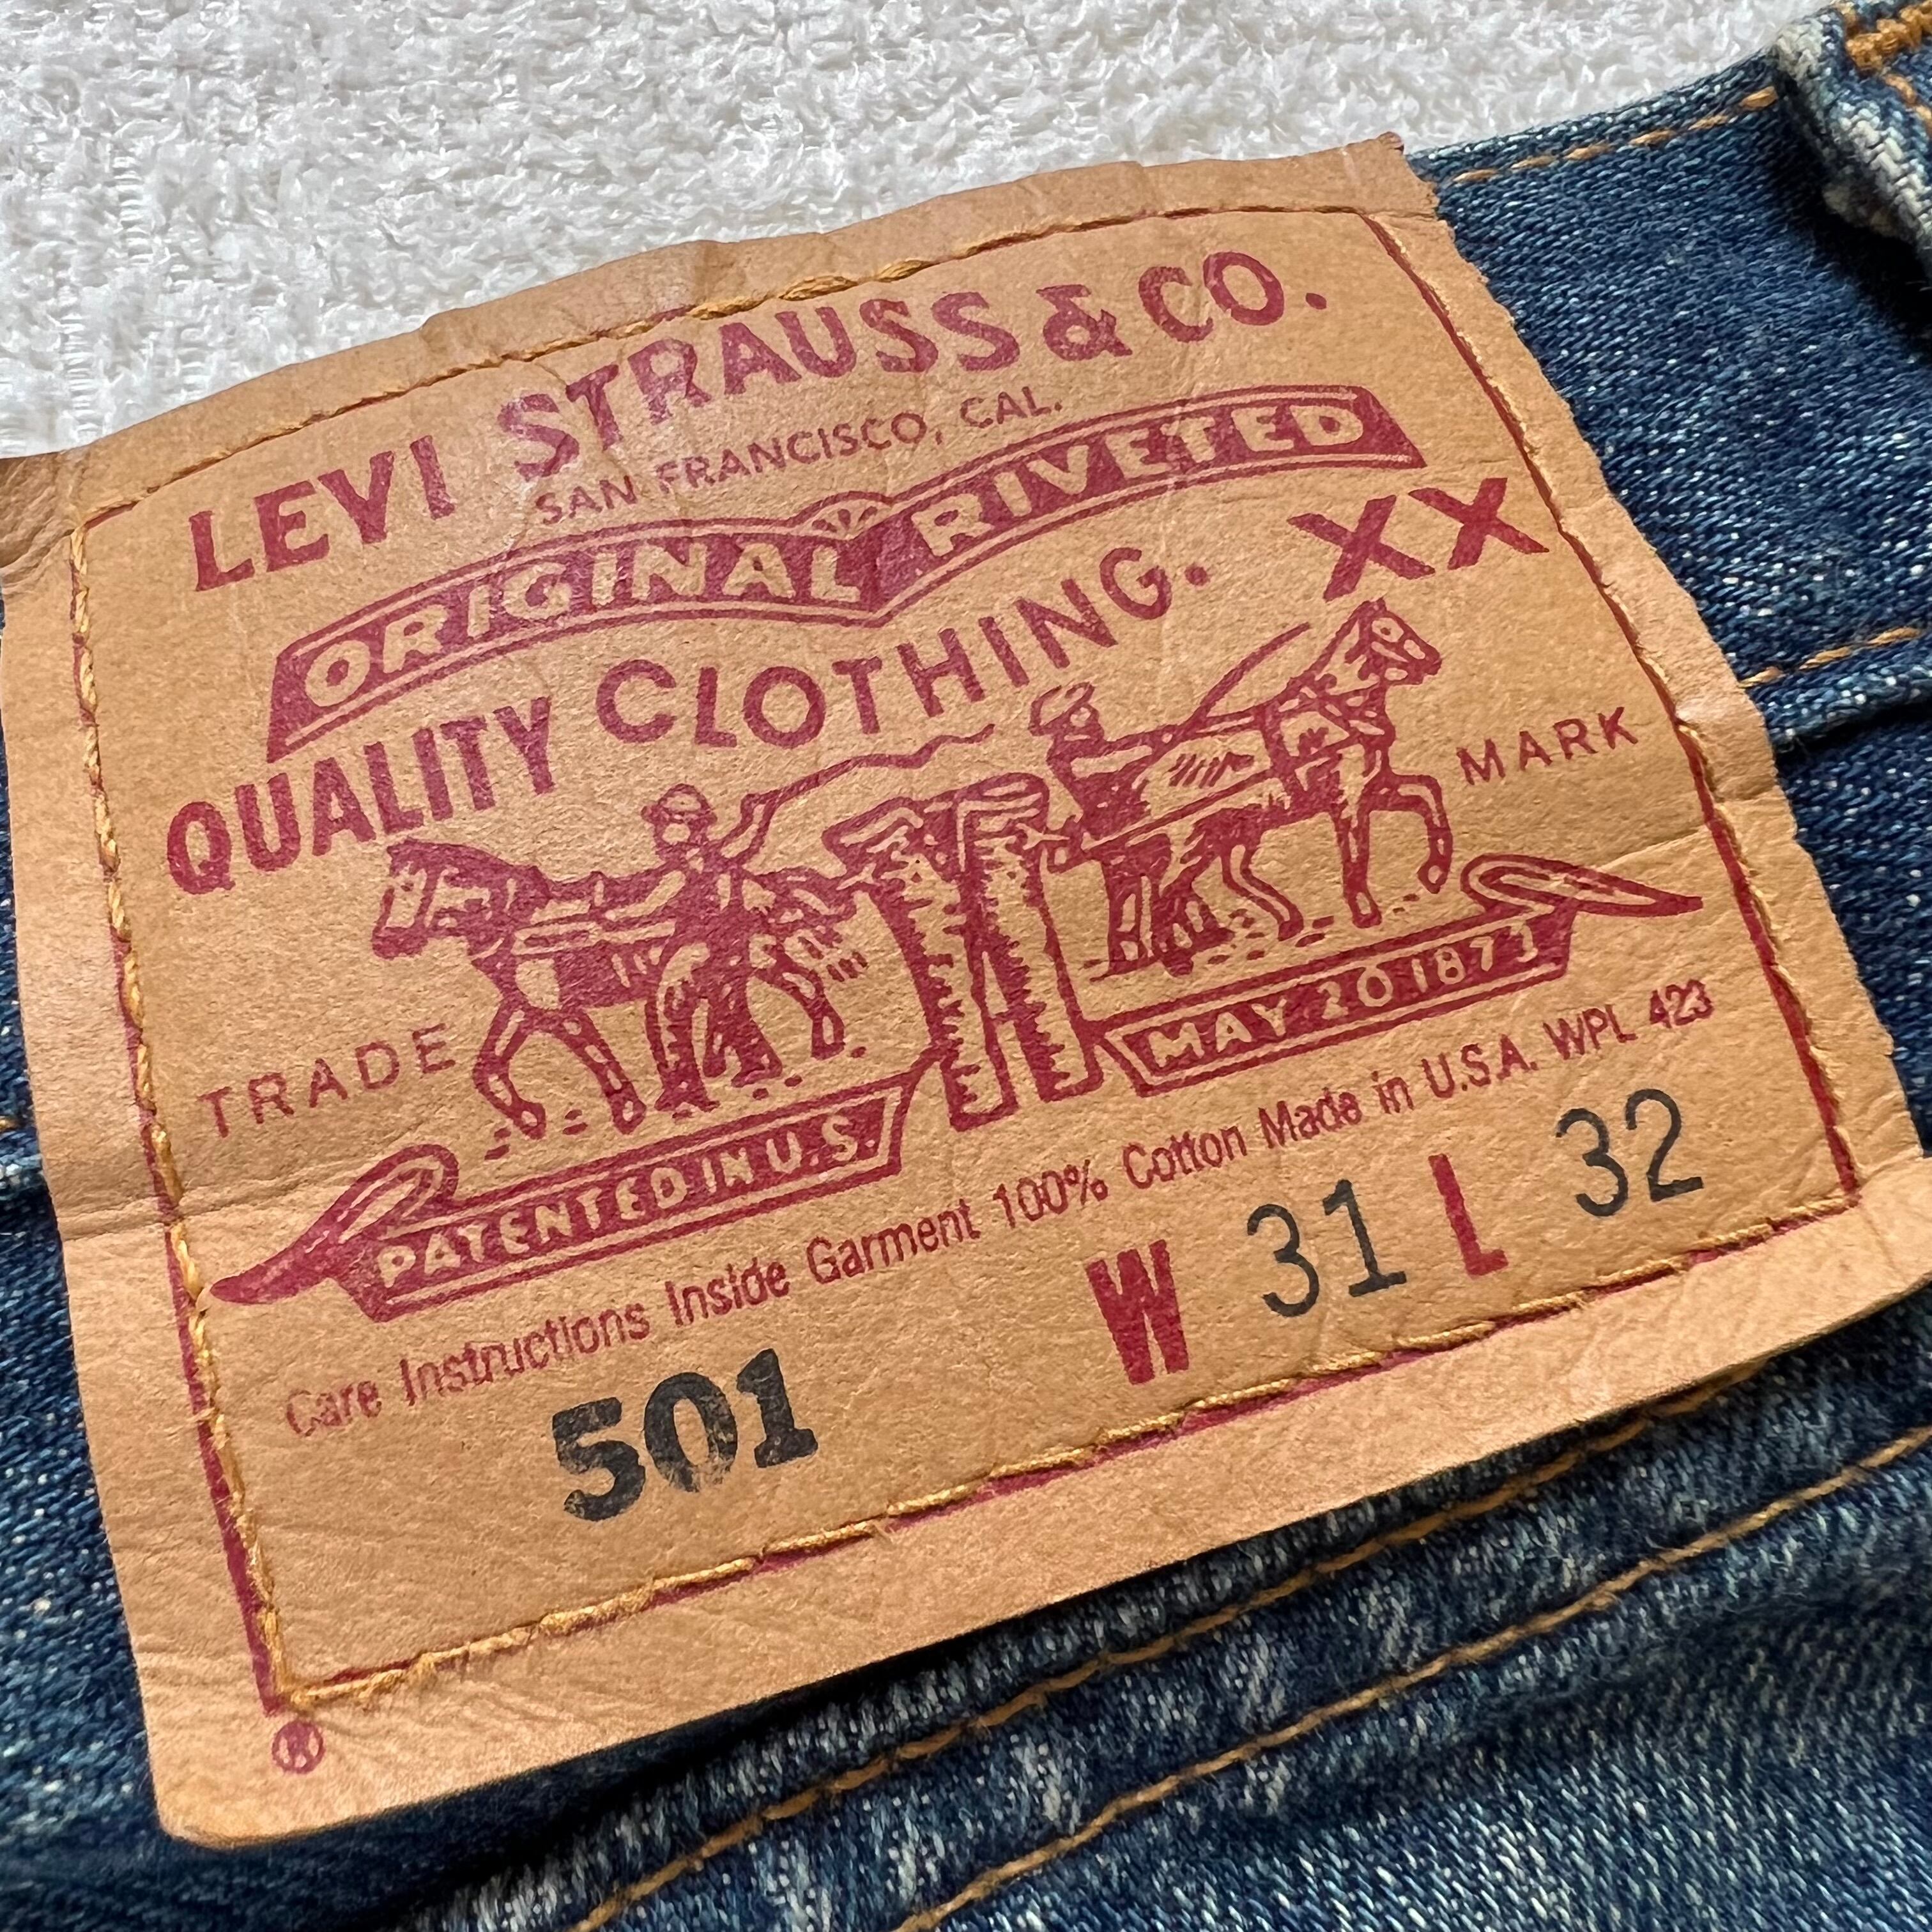 LEVI STRAUSS & CO.
SAN FRANCISCO, CAL.
ORIGINAL RIVETED
QUALITY CLOTHING. XX
TRADE MARK
PATENTED IN U.S. MAY 20 1873
Care Instructions Inside Garment 100% Cotton Made in U.S.A. WPL 423
501 W 31 L 32
®